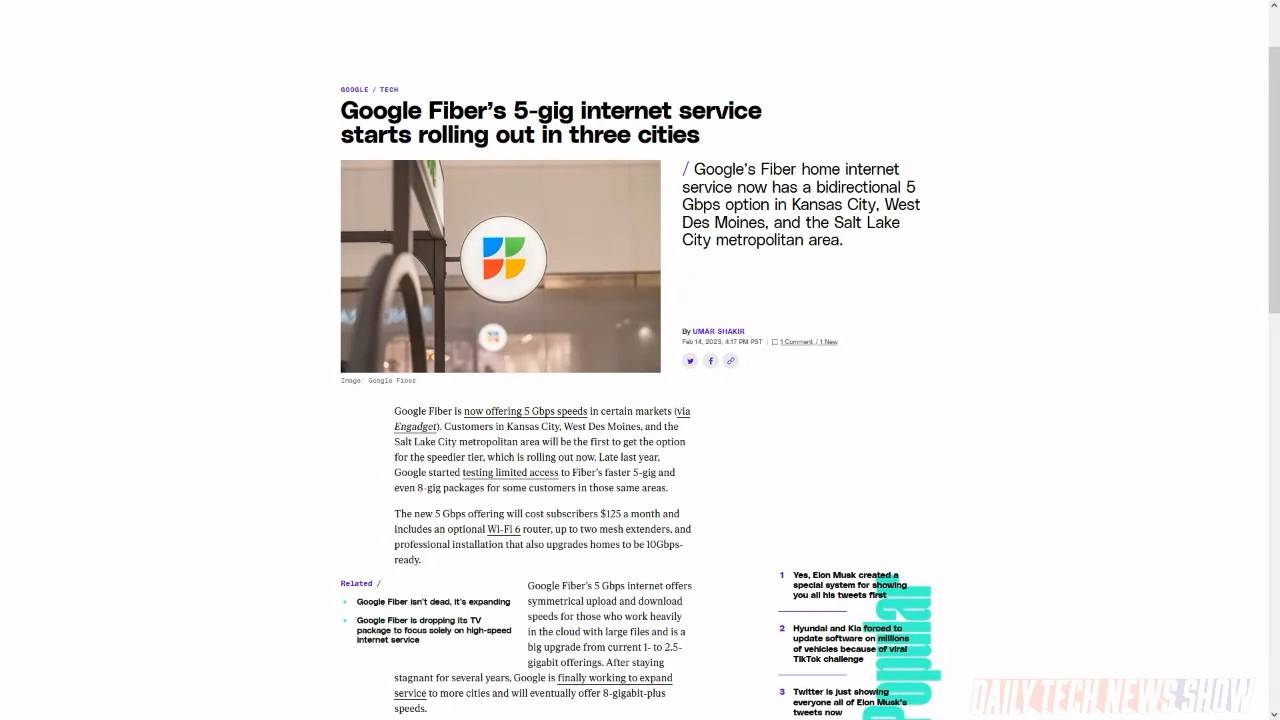 GOOGLE / TECH
Google Fiber's 5-gig internet service
starts rolling out in three cities
/ Google's Fiber home internet
service now has a bidirectional 5
Gbps option in Kansas City, West
Des Moines, and the Salt Lake
City metropolitan area.
By UMAR SHAKIR
Feb 14, 2023, 4:17 PM PST | 1 Comment / 1 New
Image: Google Fiber
Google Fiber is now offering 5 Gbps speeds in certain markets (via
Engadget). Customers in Kansas City, West Des Moines, and the
Salt Lake City metropolitan area will be the first to get the option
for the speedier tier, which is rolling out now. Late last year,
Google started testing limited access to Fiber's faster 5-gig and
even 8-gig packages for some customers in those same areas.
The new 5 Gbps offering will cost subscribers $125 a month and
includes an optional Wi-Fi 6 router, up to two mesh extenders, and
professional installation that also upgrades homes to be 10Gbps-
ready.
Related /
Google Fiber isn't dead, it's expanding
Google Fiber is dropping its TV
package to focus solely on high-speed
internet service
Google Fiber's 5 Gbps internet offers
symmetrical upload and download
speeds for those who work heavily
in the cloud with large files and is a
big upgrade from current 1- to 2.5-
gigabit offerings. After staying
stagnant for several years, Google is finally working to expand
service to more cities and will eventually offer 8-gigabit-plus
speeds.
Popular
1 Yes, Elon Musk created a
special system for showing
you all his tweets first
2 Hyundai and Kia forced to
update software on millions
of vehicles because of viral
TikTok challenge
3 Twitter is just showing
everyone all of Elon Musk's
tweets now
DAILY TECH NEWS SHOW